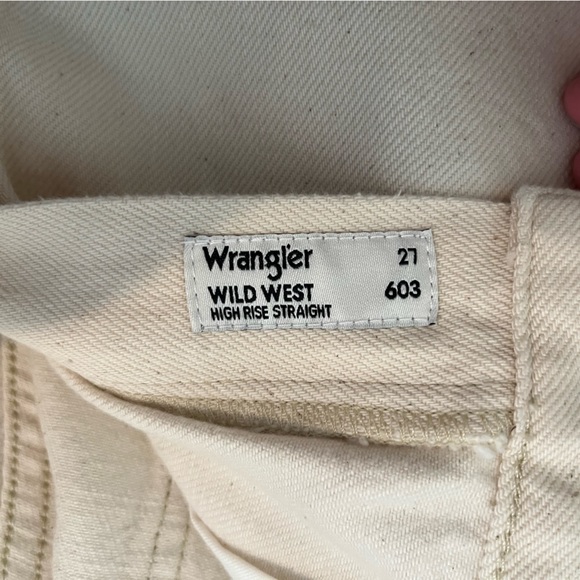 Wrangler 27
WILD WEST 603
HIGH RISE STRAIGHT